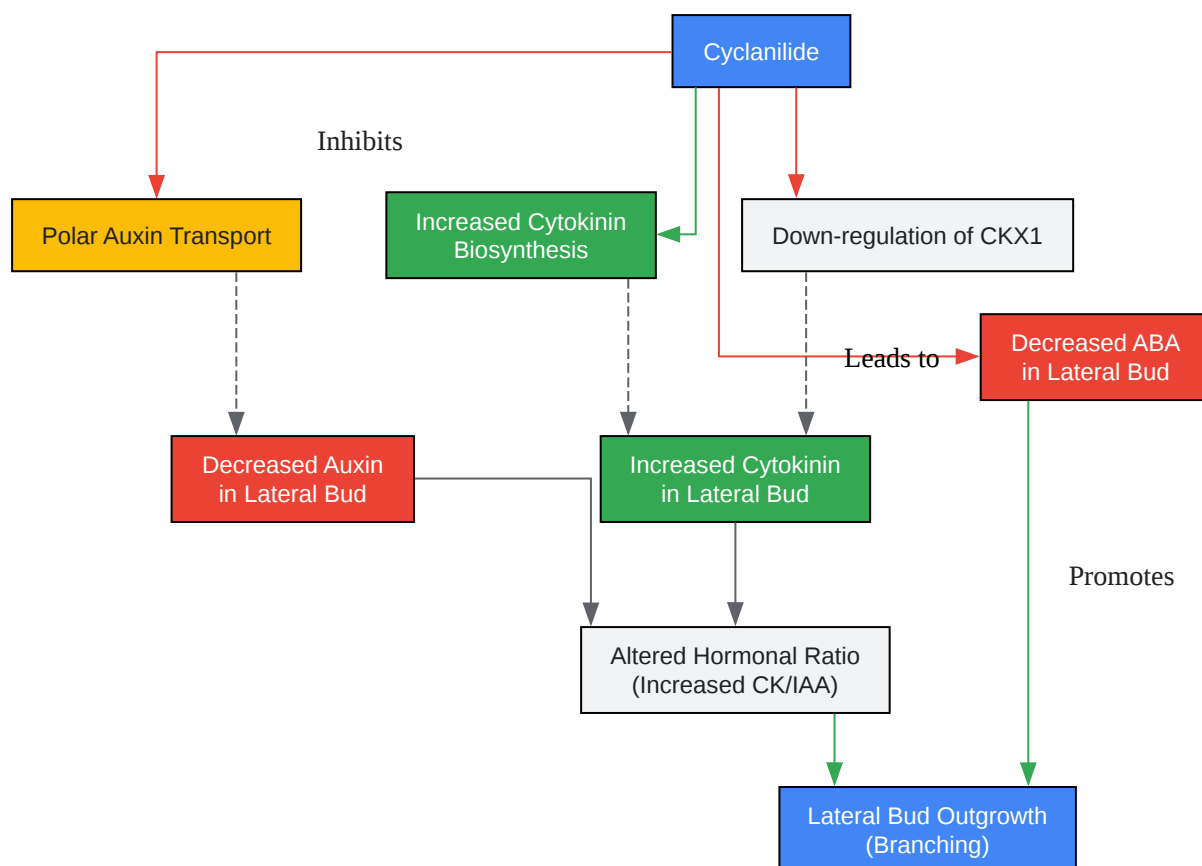 Cyclanilide
Inhibits
Polar Auxin Transport
Increased Cytokinin
Biosynthesis
Down-regulation of CKX1
Leads to
Decreased ABA
in Lateral Bud
Decreased Auxin
in Lateral Bud
Increased Cytokinin
in Lateral Bud
Promotes
Altered Hormonal Ratio
(Increased CK/IAA)
Lateral Bud Outgrowth
(Branching)